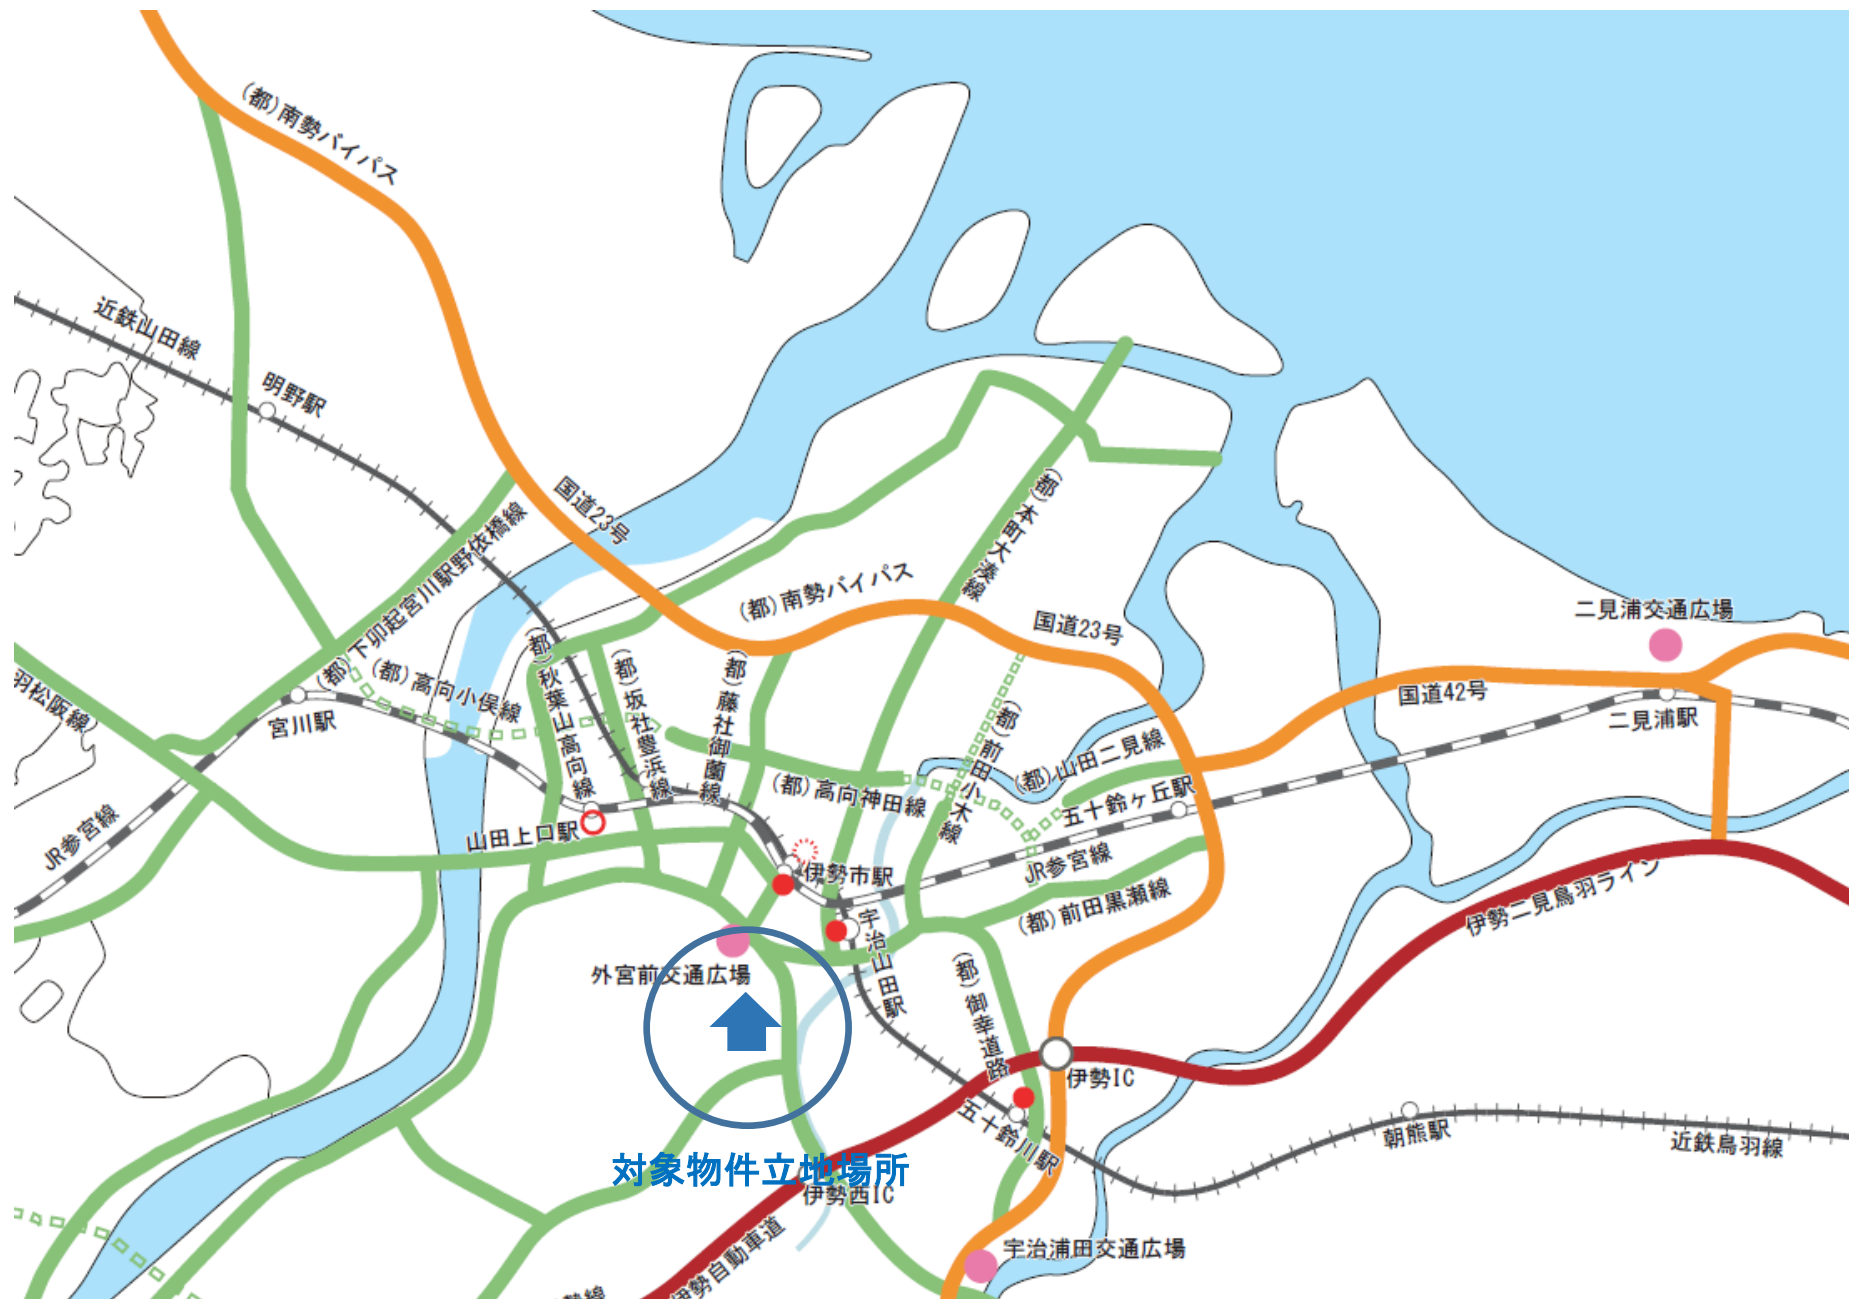 (都)南勢バイパス
近鉄山田線
明野駅
国道23号
(都)本町大湊線
(都)下卯起宮川駅野依橋線
(都)南勢バイパス
国道23号
二見浦交通広場
(都)高向小俣線
(都)秋葉山高向線
(都)坂社豊浜線
(都)藤社御薗線
羽松阪線)
宮川駅
国道42号
二見浦駅
(都)前田小木線
(都)山田二見線
(都)高向神田線
五十鈴ヶ丘駅
JR参宮線
山田上口駅
伊勢市駅
JR参宮線
(都)前田黒瀬線
伊勢二見鳥羽ライン
宇治山田駅
外宮前交通広場
(都)御幸道路
伊勢IC
五十鈴川駅
朝熊駅
近鉄鳥羽線
対象物件立地場所
伊勢西IC
伊勢自動車道
宇治浦田交通広場